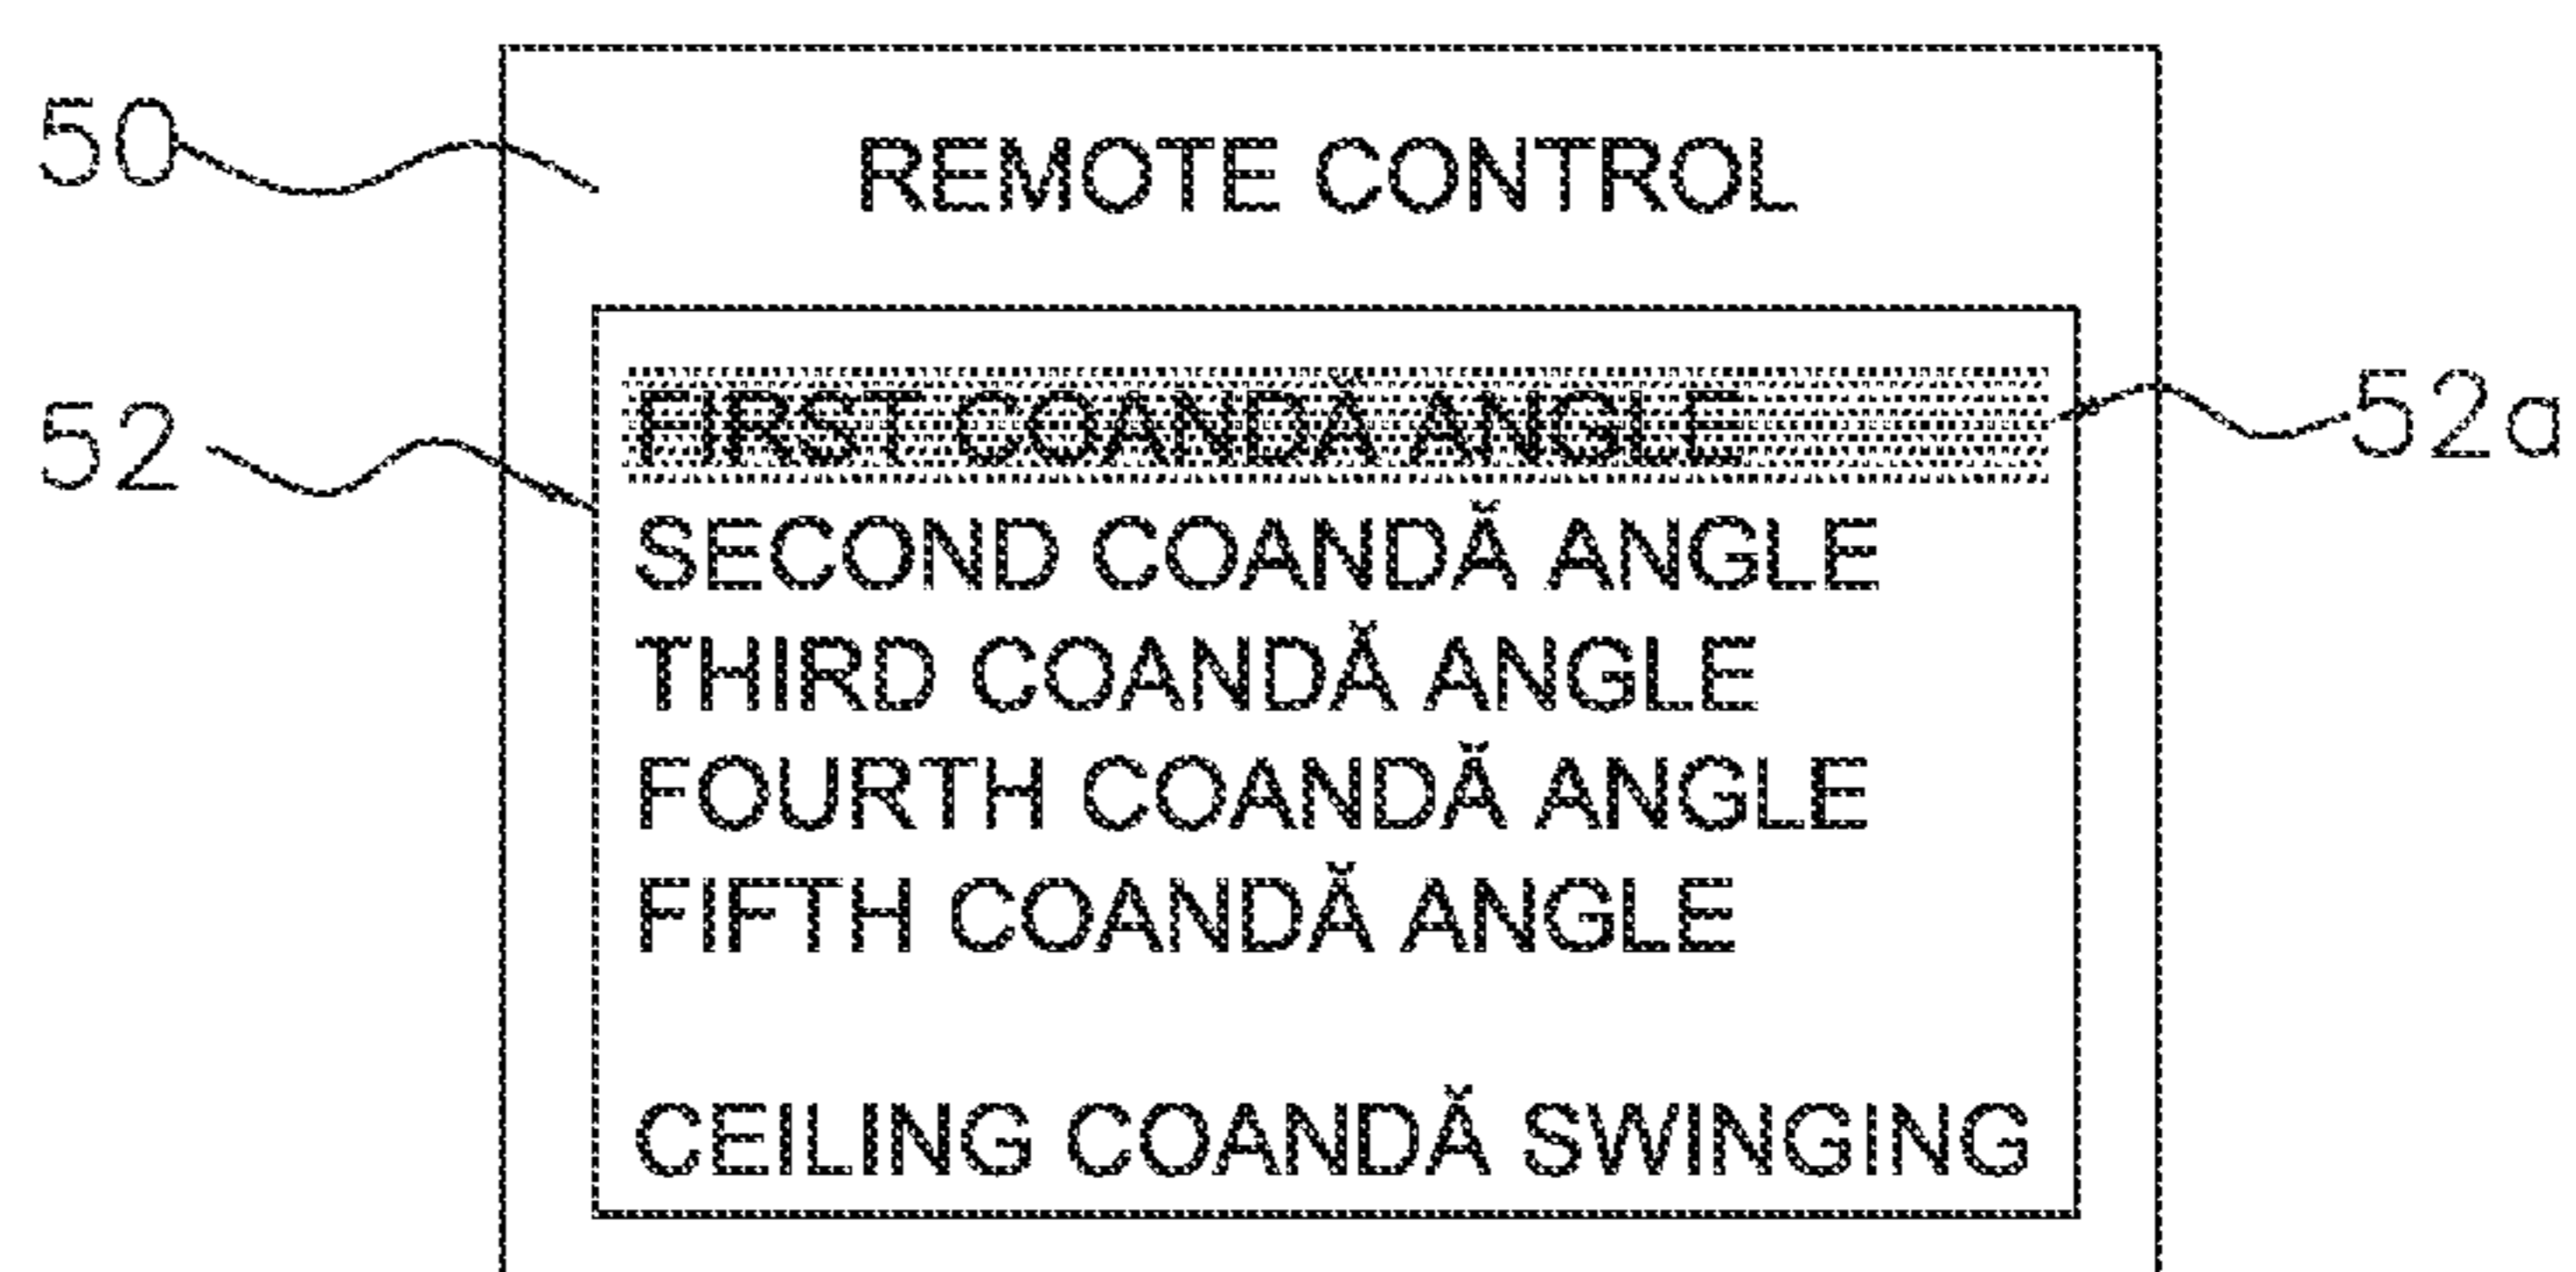 50
REMOTE CONTROL
52
FIRST COANDĂ ANGLE
52a
SECOND COANDĂ ANGLE
THIRD COANDĂ ANGLE
FOURTH COANDĂ ANGLE
FIFTH COANDĂ ANGLE
CEILING COANDĂ SWINGING